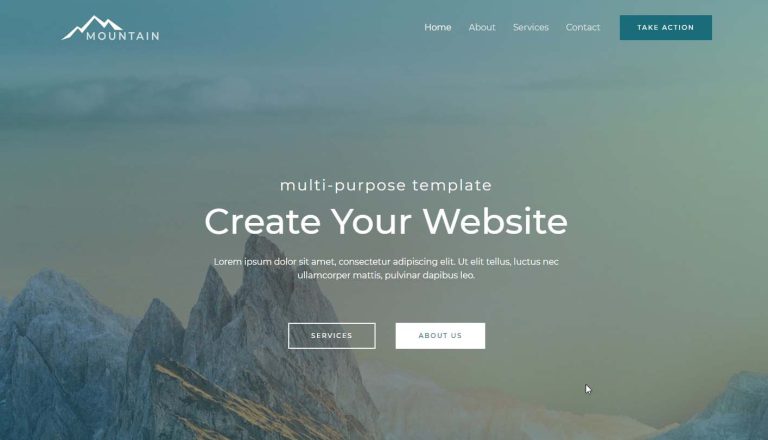 MOUNTAIN
Home About Services Contact TAKE ACTION
multi-purpose template
Create Your Website
Lorem ipsum dolor sit amet, consectetur adipiscing elit. Ut elit tellus, luctus nec
ullamcorper mattis, pulvinar dapibus leo.
SERVICES ABOUT US